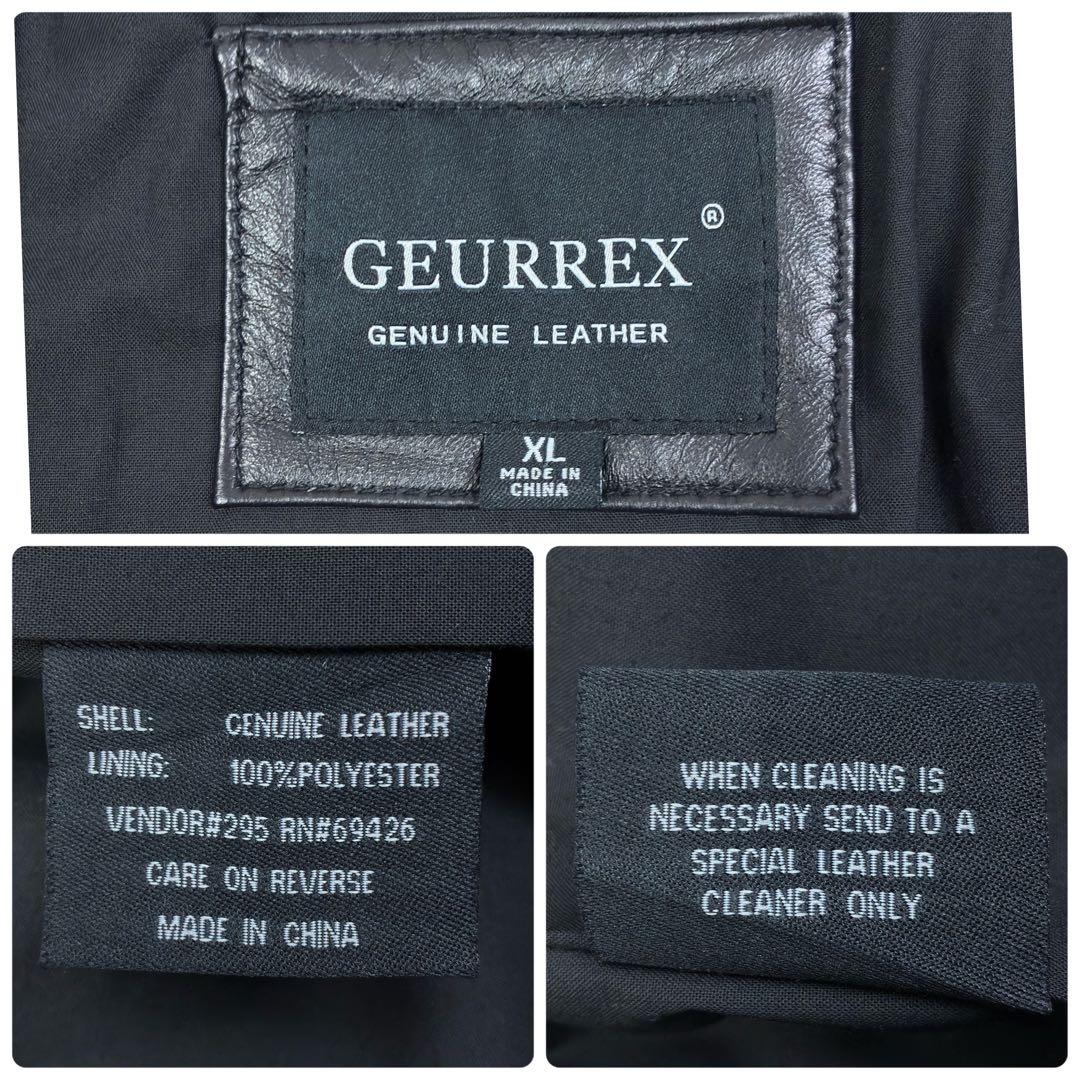 GEURREX ®
GENUINE LEATHER
XL
MADE IN
CHINA
SHELL: GENUINE LEATHER
LINING: 100%POLYESTER
VENDOR#295 RN#69426
CARE ON REVERSE
MADE IN CHINA
WHEN CLEANING IS
NECESSARY SEND TO A
SPECIAL LEATHER
CLEANER ONLY